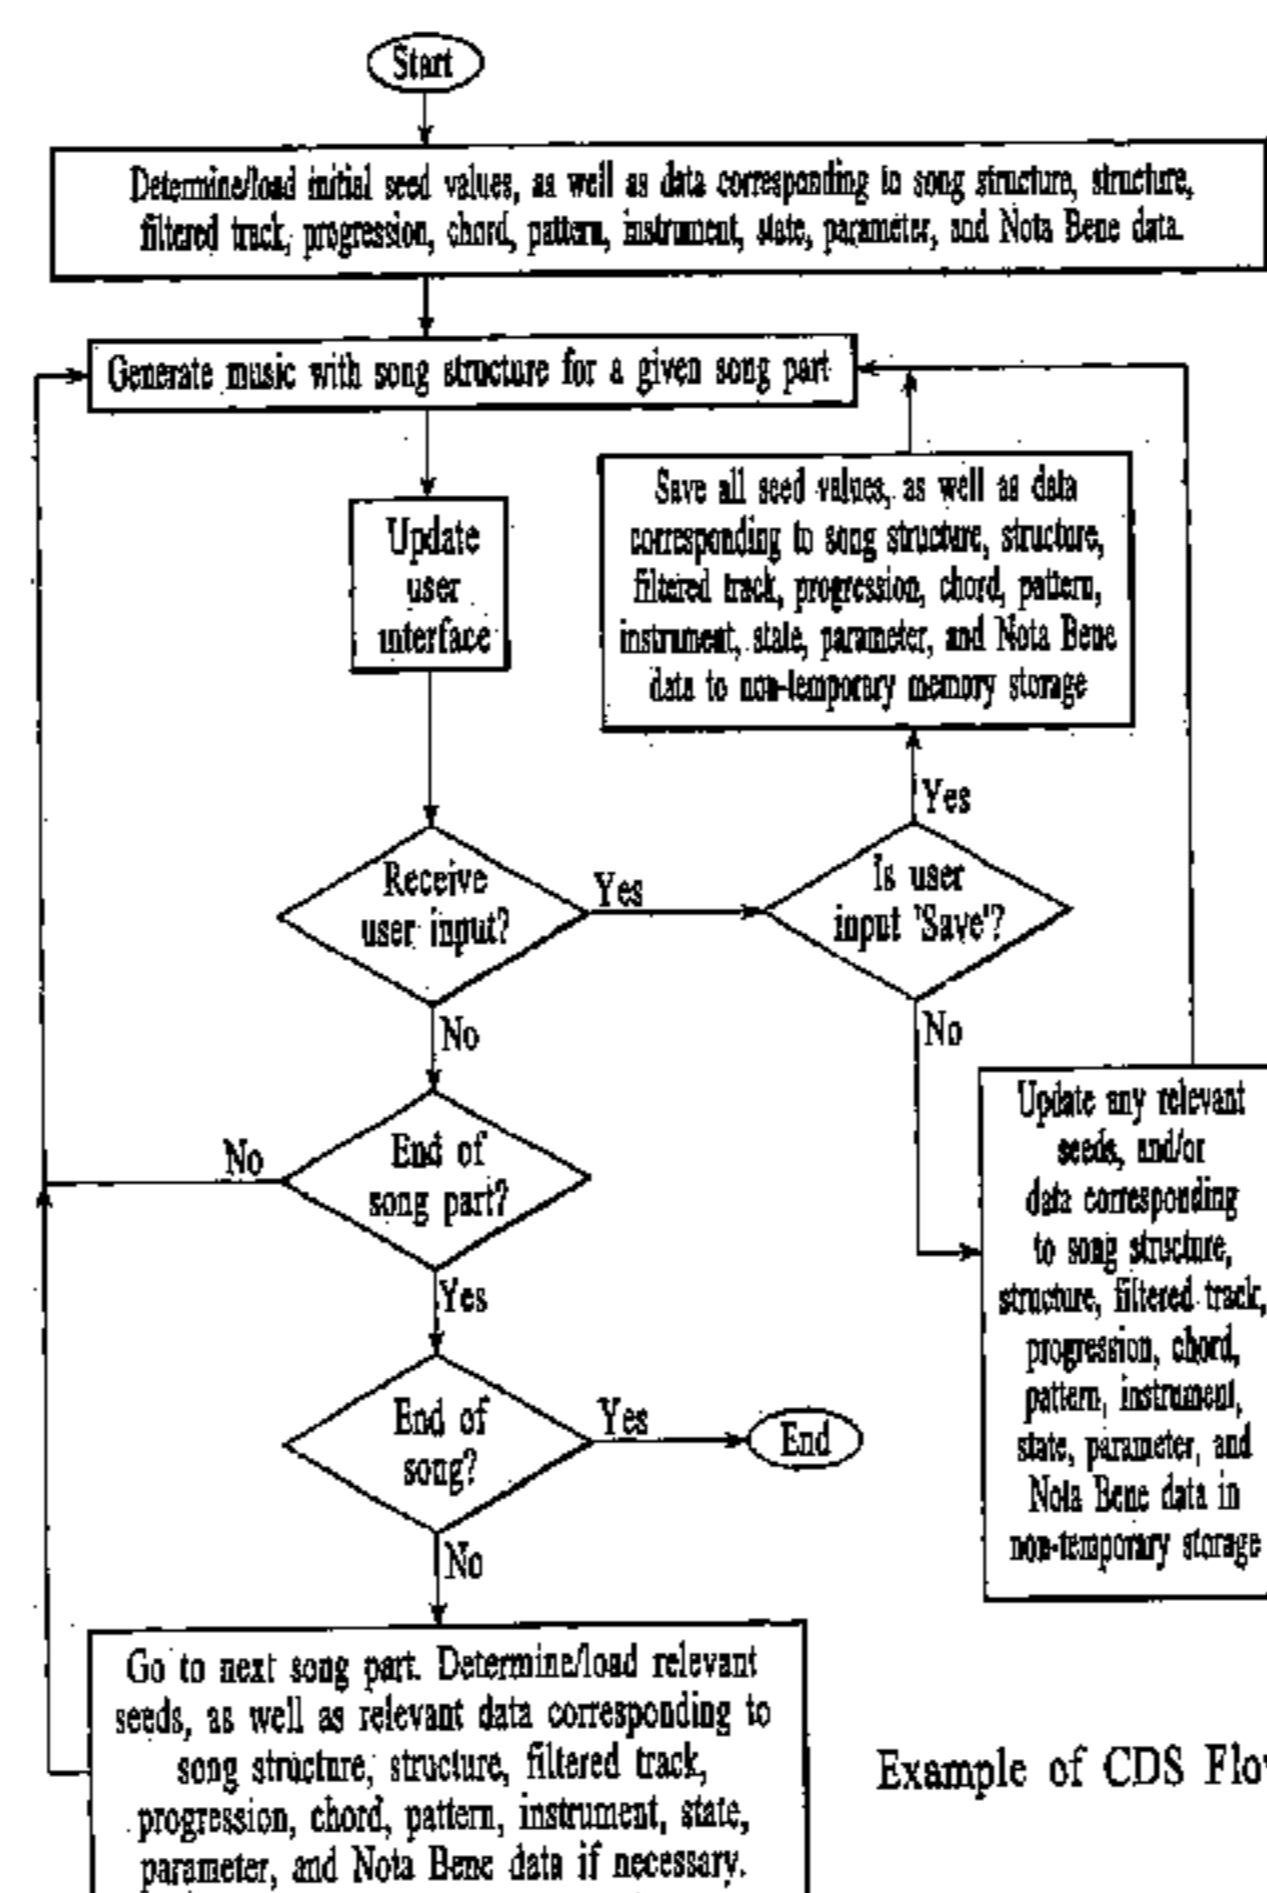 Start
Determine/load initial seed values, as well as data corresponding to song structure, structure,
filtered track, progression, chord, pattern, instrument, state, parameter, and Nota Bene data.
Generate music with song structure for a given song part
Update
user
interface
Save all seed values, as well as data
corresponding to song structure, structure,
filtered track, progression, chord, pattern,
instrument, state, parameter, and Nota Bene
data to non-temporary memory storage
Yes
Receive
user input?
Yes
Is user
input 'Save'?
No
No
Update any relevant
seeds, and/or
data corresponding
to song structure,
structure, filtered track,
progression, chord,
pattern, instrument,
state, parameter, and
Nota Bene data in
non-temporary storage
End of
song part?
No
Yes
End of
song?
Yes
End
No
Go to next song part. Determine/load relevant
seeds, as well as relevant data corresponding to
song structure, structure, filtered track,
progression, chord, pattern, instrument, state,
parameter, and Nota Bene data if necessary.
Example of CDS Flo